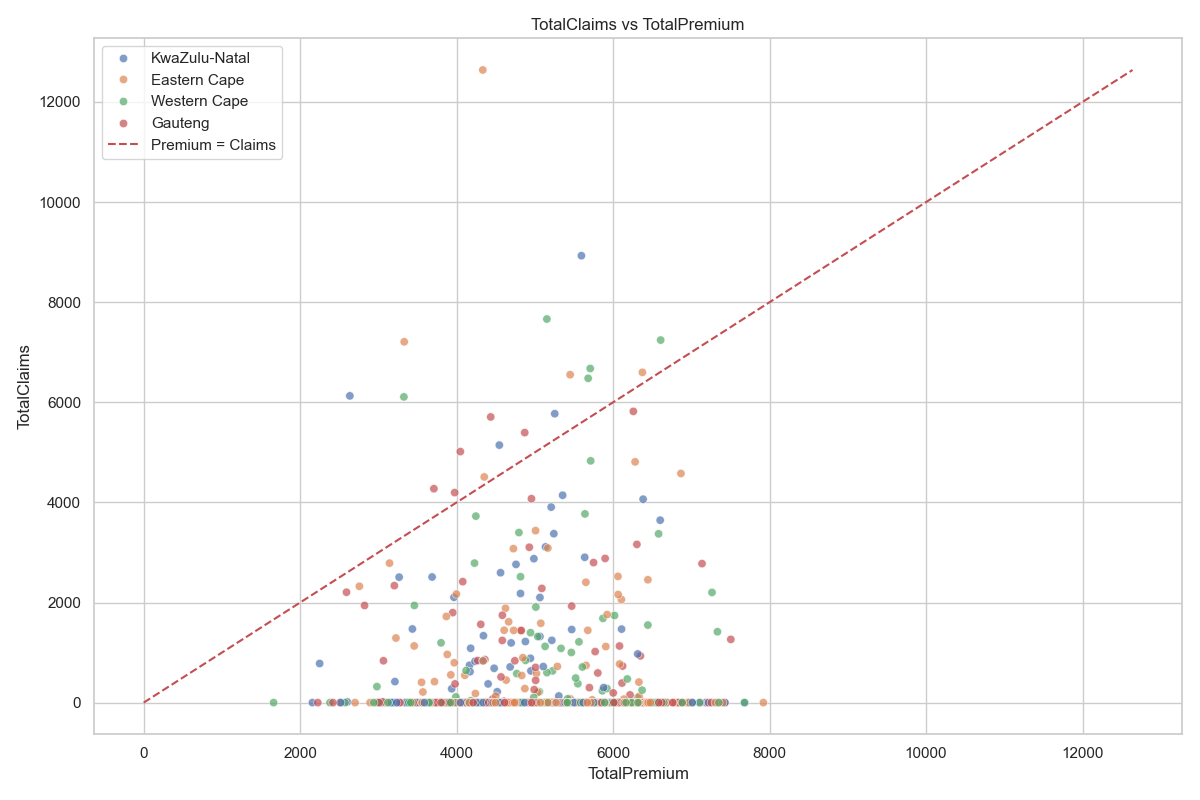 TotalClaims vs TotalPremium
KwaZulu-Natal
Eastern Cape
Western Cape
Gauteng
Premium = Claims
12000
10000
8000
6000
4000
2000
0
TotalClaims
0
2000
4000
6000
8000
10000
12000
TotalPremium